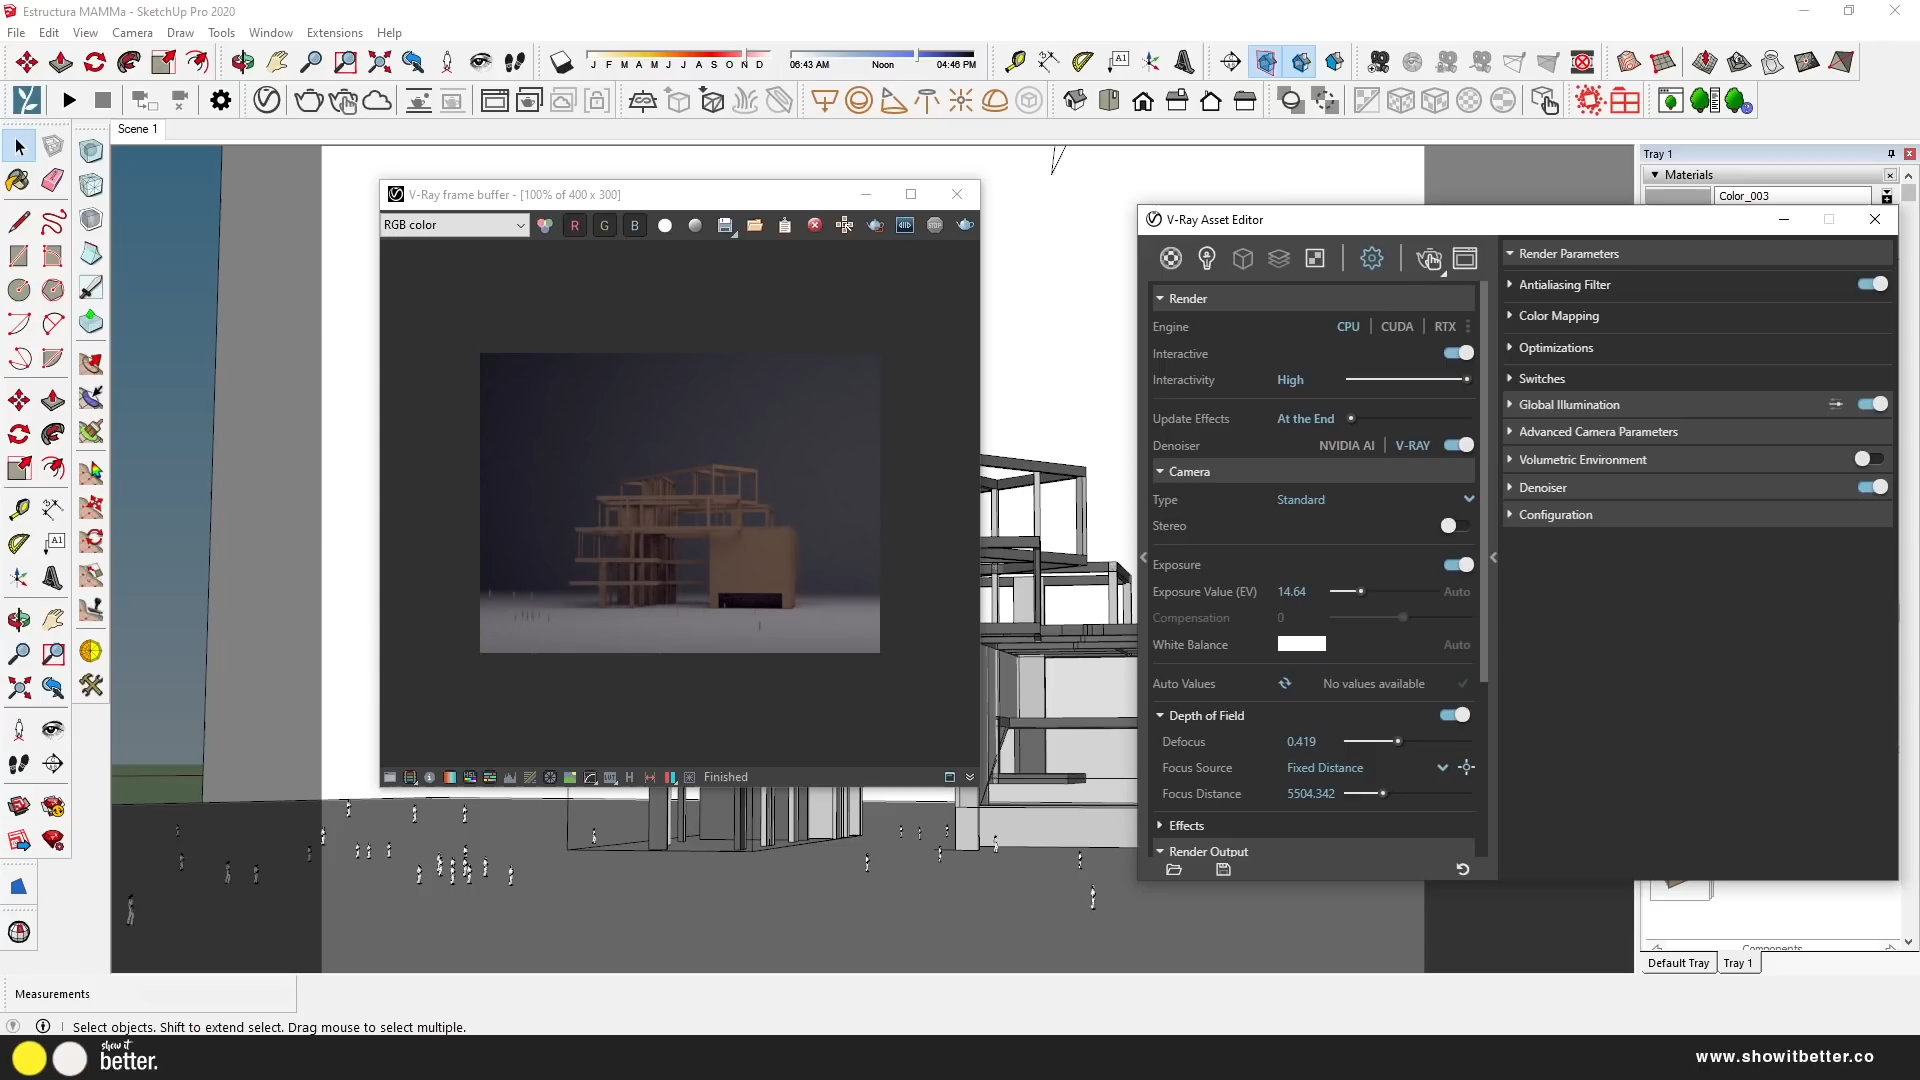 Estructura MAMMa - SketchUp Pro 2020
File Edit View Camera Draw Tools Window Extensions Help
J F M A M J J A S O N D
06:43 AM Noon 04:46 PM
A1
Scene 1
Tray 1
Materials
Color_003
V-Ray frame buffer - [100% of 400 x 300]
RGB color
R G B
STOP
V-Ray Asset Editor
Render
Engine CPU CUDA RTX
Interactive
Interactivity High
Update Effects At the End
Denoiser NVIDIA AI V-RAY
Camera
Type Standard
Stereo
Exposure
Exposure Value (EV) 14.64 Auto
Compensation 0
White Balance Auto
Auto Values No values available
Depth of Field
Defocus 0.419
Focus Source Fixed Distance
Focus Distance 5504.342
Effects
Render Output
Render Parameters
Antialiasing Filter
Color Mapping
Optimizations
Switches
Global Illumination
Advanced Camera Parameters
Volumetric Environment
Denoiser
Configuration
A1
HSL
LUT
H
Finished
Components
Default Tray Tray 1
Measurements
Select objects. Shift to extend select. Drag mouse to select multiple.
show it
better.
www.showitbetter.co